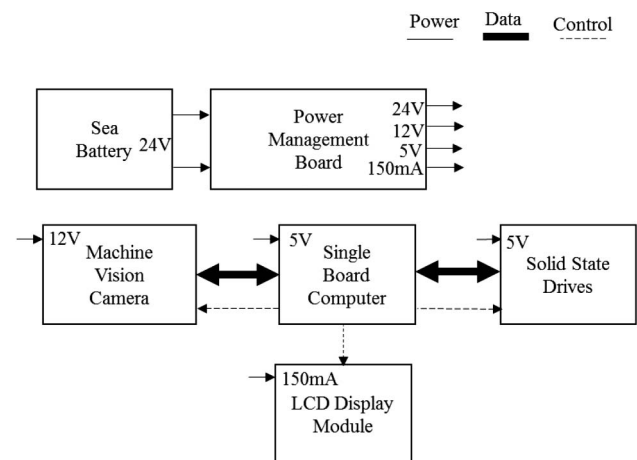 Power Data Control
Sea
Battery
24V
Power
Management
Board
24V
12V
5V
150mA
12V
Machine
Vision
Camera
5V
Single
Board
Computer
5V
Solid State
Drives
150mA
LCD Display
Module